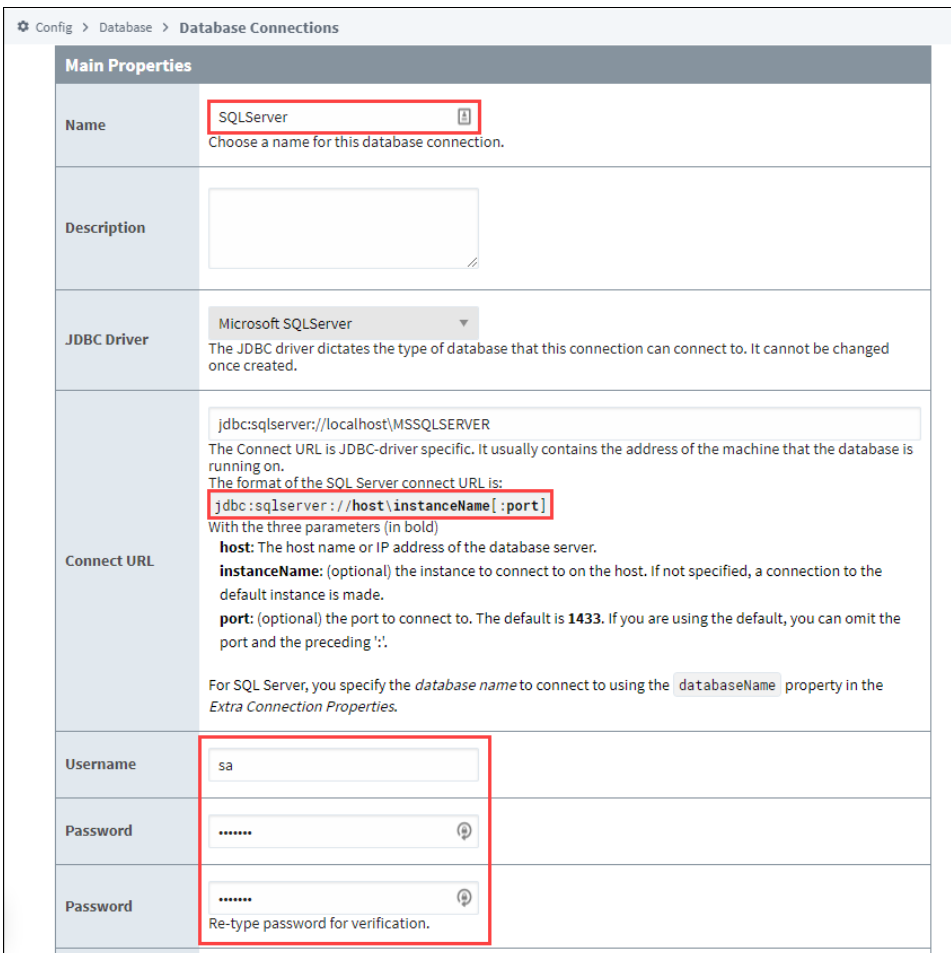 Config > Database > Database Connections
Main Properties
Name
SQLServer
Choose a name for this database connection.
Description
JDBC Driver
Microsoft SQLServer
The JDBC driver dictates the type of database that this connection can connect to. It cannot be changed
once created.
Connect URL
jdbc:sqlserver://localhost\MSSQLSERVER
The Connect URL is JDBC-driver specific. It usually contains the address of the machine that the database is
running on.
The format of the SQL Server connect URL is:
jdbc:sqlserver://host\instanceName[:port]
With the three parameters (in bold)
host: The host name or IP address of the database server.
instanceName: (optional) the instance to connect to on the host. If not specified, a connection to the
default instance is made.
port: (optional) the port to connect to. The default is 1433. If you are using the default, you can omit the
port and the preceding ':'.
For SQL Server, you specify the database name to connect to using the databaseName property in the
Extra Connection Properties.
Username
sa
Password
•••••••
Password
•••••••
Re-type password for verification.